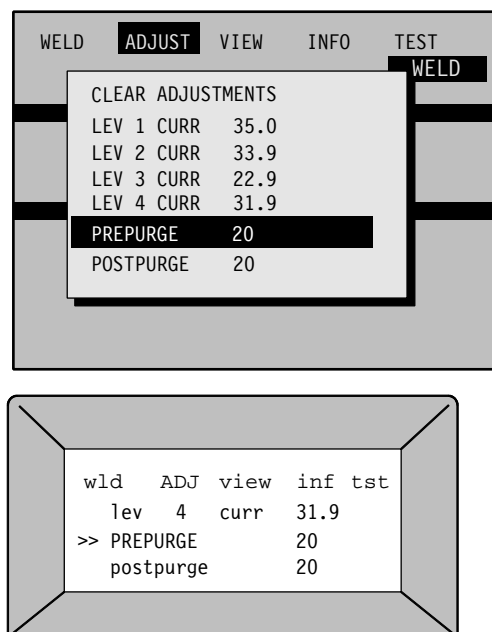 WELD ADJUST VIEW INFO TEST
WELD
CLEAR ADJUSTMENTS
LEV 1 CURR 35.0
LEV 2 CURR 33.9
LEV 3 CURR 22.9
LEV 4 CURR 31.9
PREPURGE 20
POSTPURGE 20
wld ADJ view inf tst
lev 4 curr 31.9
>> PREPURGE 20
postpurge 20